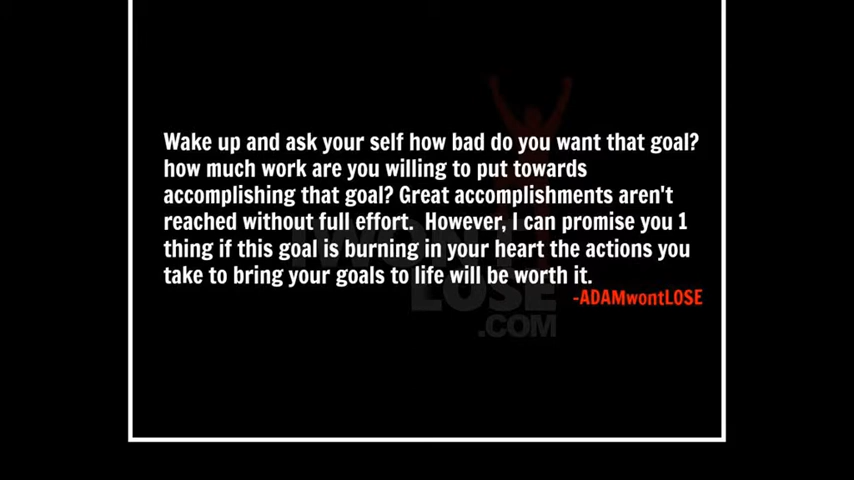 Wake up and ask your self how bad do you want that goal?
how much work are you willing to put towards
accomplishing that goal? Great accomplishments aren't
reached without full effort. However, i can promise you 1
thing if this goal is burning in your heart the actions you
take to bring your goals to life will be worth it.
-ADAMwontLOSE
I WONT
LOSE
.COM